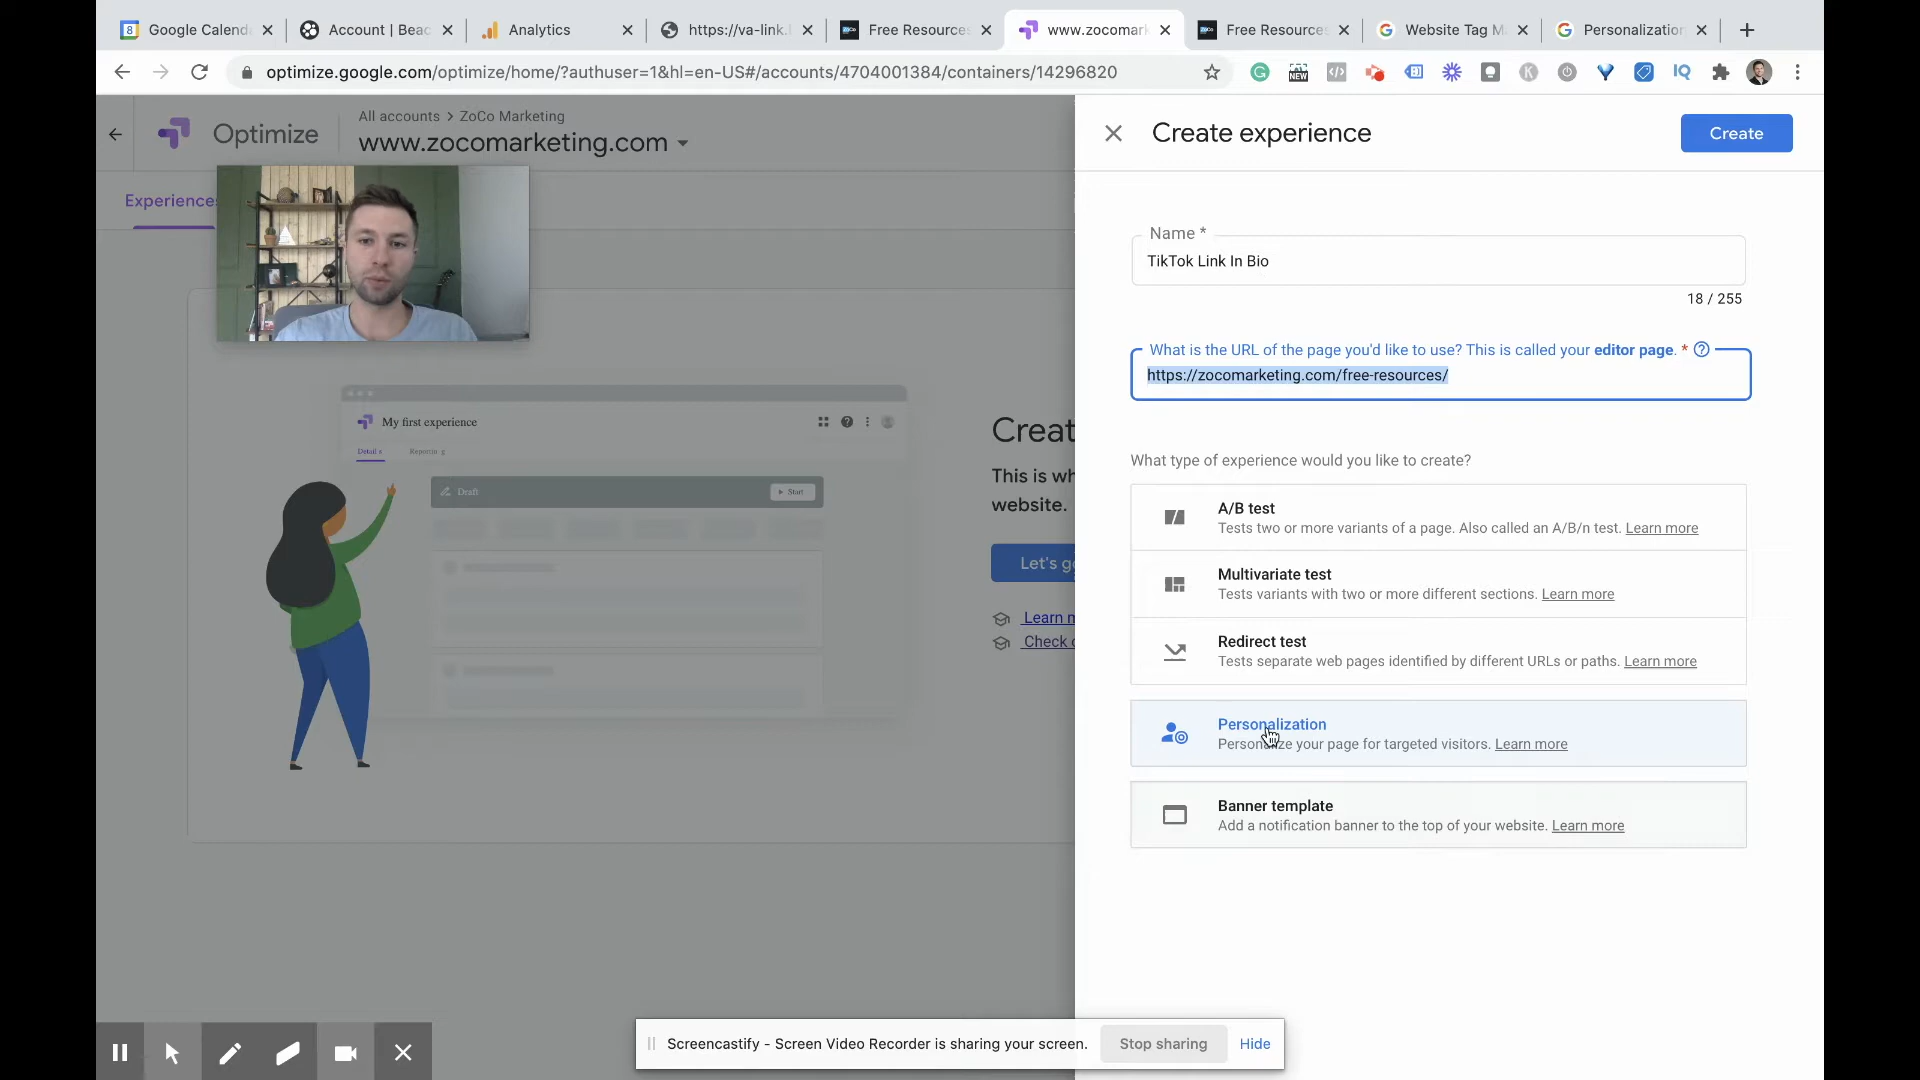 8
Google Calend
Account | Beac
Analytics
https://va-link.
Free Resources
www.zocomark
Free Resources
Website Tag M
Personalization
optimize.google.com/optimize/home/?authuser=1&hl=en-US#/accounts/4704001384/containers/14296820
NEW
Optimize
All accounts > ZoCo Marketing
www.zocomarketing.com
Experiences
My first experience
Draft
Start
Creat
This is wh
website.
Let's go
Learn m
Check o
Create experience
Create
Name *
TikTok Link In Bio
18 / 255
What is the URL of the page you'd like to use? This is called your editor page. *
https://zocomarketing.com/free-resources/
What type of experience would you like to create?
A/B test
Tests two or more variants of a page. Also called an A/B/n test. Learn more
Multivariate test
Tests variants with two or more different sections. Learn more
Redirect test
Tests separate web pages identified by different URLs or paths. Learn more
Personalization
Personalize your page for targeted visitors. Learn more
Banner template
Add a notification banner to the top of your website. Learn more
Screencastify - Screen Video Recorder is sharing your screen.
Stop sharing
Hide